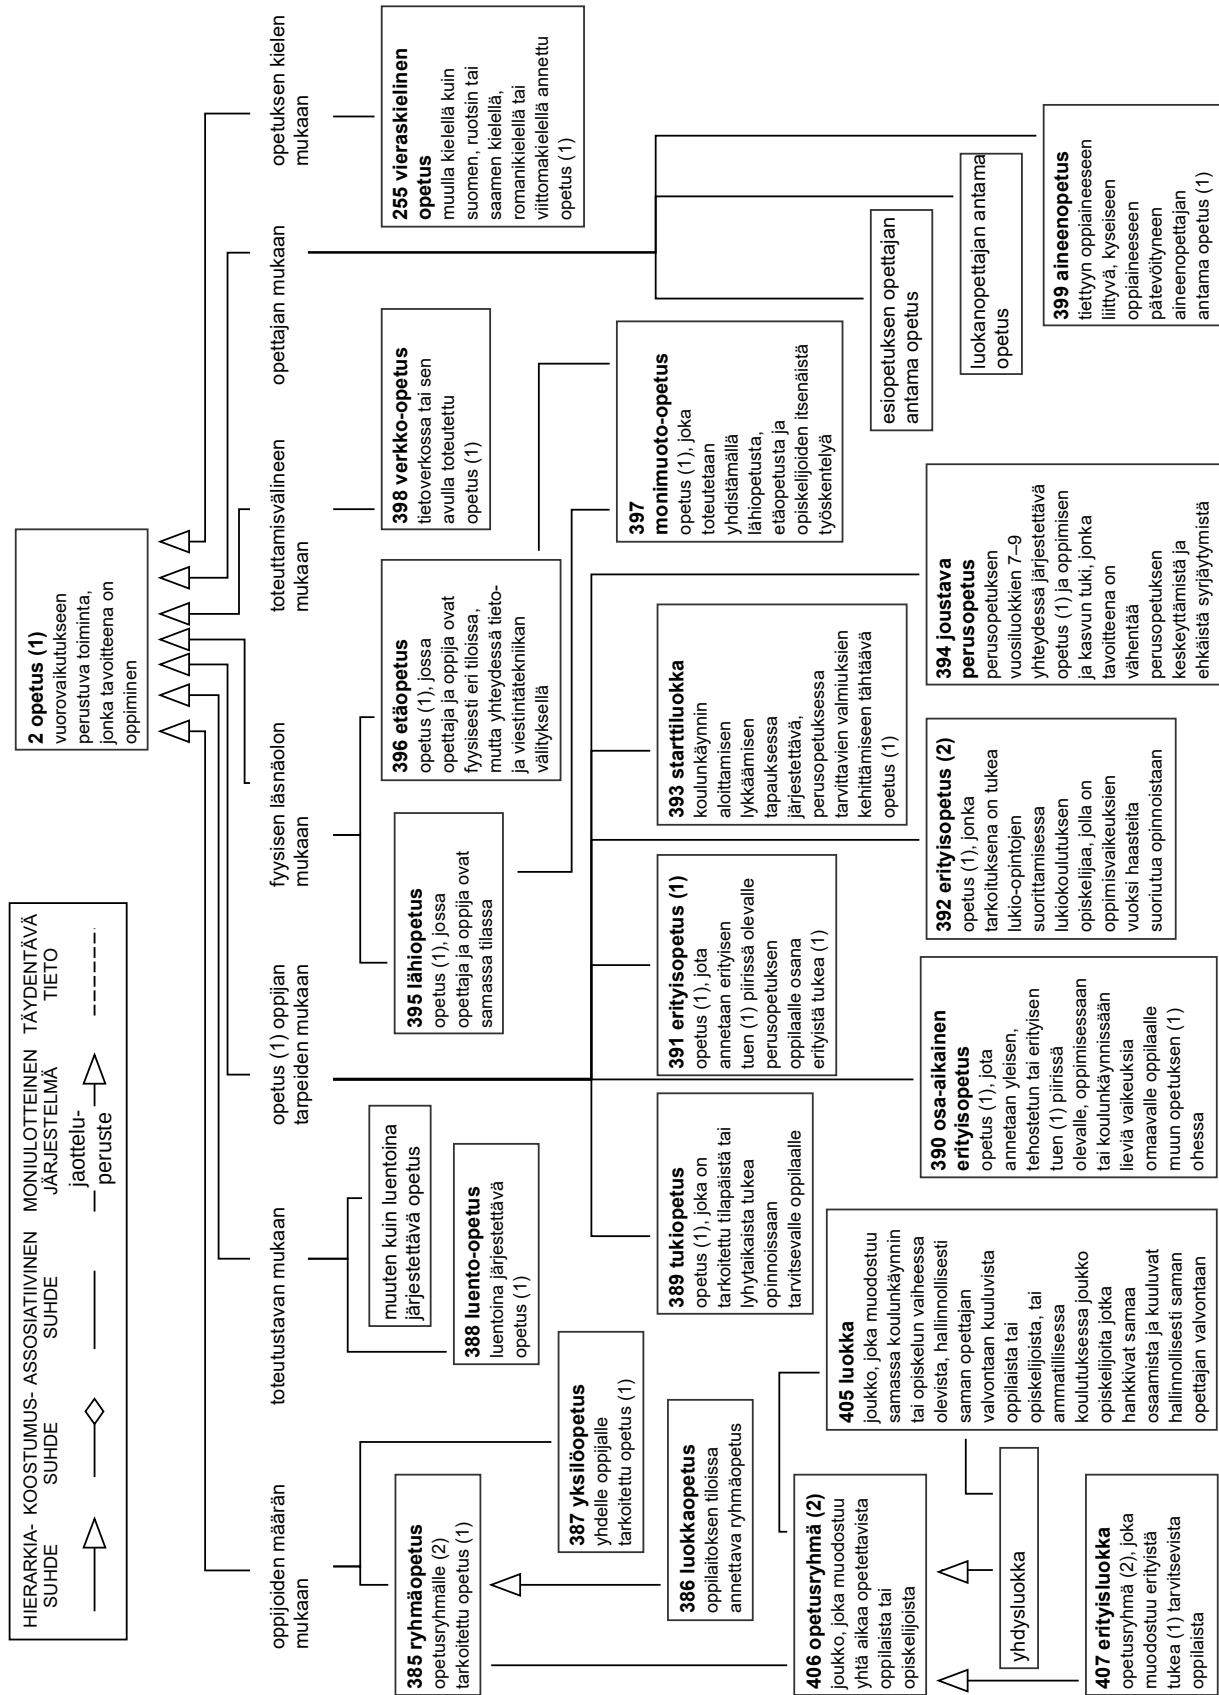 HIERARKIA-
SUHDE
KOOSTUMUS-
SUHDE
ASSOSIATIIVINEN
SUHDE
MONIULOTTEINEN
JÄRJESTELMÄ
jaottelu-
peruste
TÄYDENTÄVÄ
TIETO
2 opetus (1)
vuorovaikutukseen
perustuva toiminta,
jonka tavoitteena on
oppiminen
oppijoiden määrän
mukaan
toteutustavan mukaan
opetus (1) oppijan
tarpeiden mukaan
fyysisen läsnäolon
mukaan
toteuttamisvälineen
mukaan
opettajan mukaan
opetuksen kielen
mukaan
385 ryhmäopetus
opetusryhmälle (2)
tarkoitettu opetus (1)
387 yksilöopetus
yhdelle oppijalle
tarkoitettu opetus (1)
386 luokkaopetus
oppilaitoksen tiloissa
annettava ryhmäopetus
406 opetusryhmä (2)
joukko, joka muodostuu
yhtä aikaa opetettavista
oppilaista tai
opiskelijoista
405 luokka
joukko, joka muodostuu
samassa koulunkäynnin
tai opiskelun vaiheessa
olevista, hallinnollisesti
saman opettajan
valvontaan kuuluvista
oppilaista tai
opiskelijoista, tai
ammatillisessa
koulutuksessa joukko
opiskelijoita jotka
hankkivat samaa
osaamista ja kuuluvat
hallinnollisesti saman
opettajan valvontaan
yhdysluokka
407 erityisluokka
opetusryhmä (2), joka
muodostuu erityistä
tukea (1) tarvitsevista
oppilaista
muuten kuin luentoina
järjestettävä opetus
388 luento-opetus
luentoina järjestettävä
opetus (1)
389 tukiopetus
opetus (1), joka on
tarkoitettu tilapäistä tai
lyhytaikaista tukea
opinnoissaan
tarvitsevalle oppilaalle
390 osa-aikainen
erityisopetus
opetus (1), jota
annetaan yleisen,
tehostetun tai erityisen
tuen (1) piirissä
olevalle, oppimisessaan
tai koulunkäynnissään
lieviä vaikeuksia
omaavalle oppilaalle
muun opetuksen (1)
ohessa
391 erityisopetus (1)
opetus (1), jota
annetaan erityisen
tuen (1) piirissä olevalle
perusopetuksen
oppilaalle osana
erityistä tukea (1)
392 erityisopetus (2)
opetus (1), jonka
tarkoituksena on tukea
lukio-opintojen
suorittamisessa
lukiokoulutuksen
opiskelijaa, jolla on
oppimisvaikeuksien
vuoksi haasteita
suoriutua opinnoistaan
393 starttiluokka
koulunkäynnin
aloittamisen
lykkäämisen
tapauksessa
järjestettävä,
perusopetuksessa
tarvittavien valmiuksien
kehittämiseen tähtäävä
opetus (1)
394 joustava
perusopetus
perusopetuksen
vuosiluokkien 7–9
yhteydessä järjestettävä
opetus (1) ja oppimisen
ja kasvun tuki, jonka
tavoitteena on
vähentää
perusopetuksen
keskeyttämistä ja
ehkäistä syrjäytymistä
395 lähiopetus
opetus (1), jossa
opettaja ja oppija ovat
samassa tilassa
396 etäopetus
opetus (1), jossa
opettaja ja oppija ovat
fyysisesti eri tiloissa,
mutta yhteydessä tieto-
ja viestintätekniikan
välityksellä
397
monimuoto-opetus
opetus (1), joka
toteutetaan
yhdistämällä
lähiopetusta,
etäopetusta ja
opiskelijoiden itsenäistä
työskentelyä
398 verkko-opetus
tietoverkossa tai sen
avulla toteutettu
opetus (1)
esiopetuksen opettajan
antama opetus
luokanopettajan antama
opetus
399 aineenopetus
tiettyyn oppiaineeseen
liittyvä, kyseiseen
oppiaineeseen
pätevöityneen
aineenopettajan
antama opetus (1)
255 vieraskielinen
opetus
muulla kielellä kuin
suomen, ruotsin tai
saamen kielellä,
romanikielellä tai
viittomakielellä annettu
opetus (1)